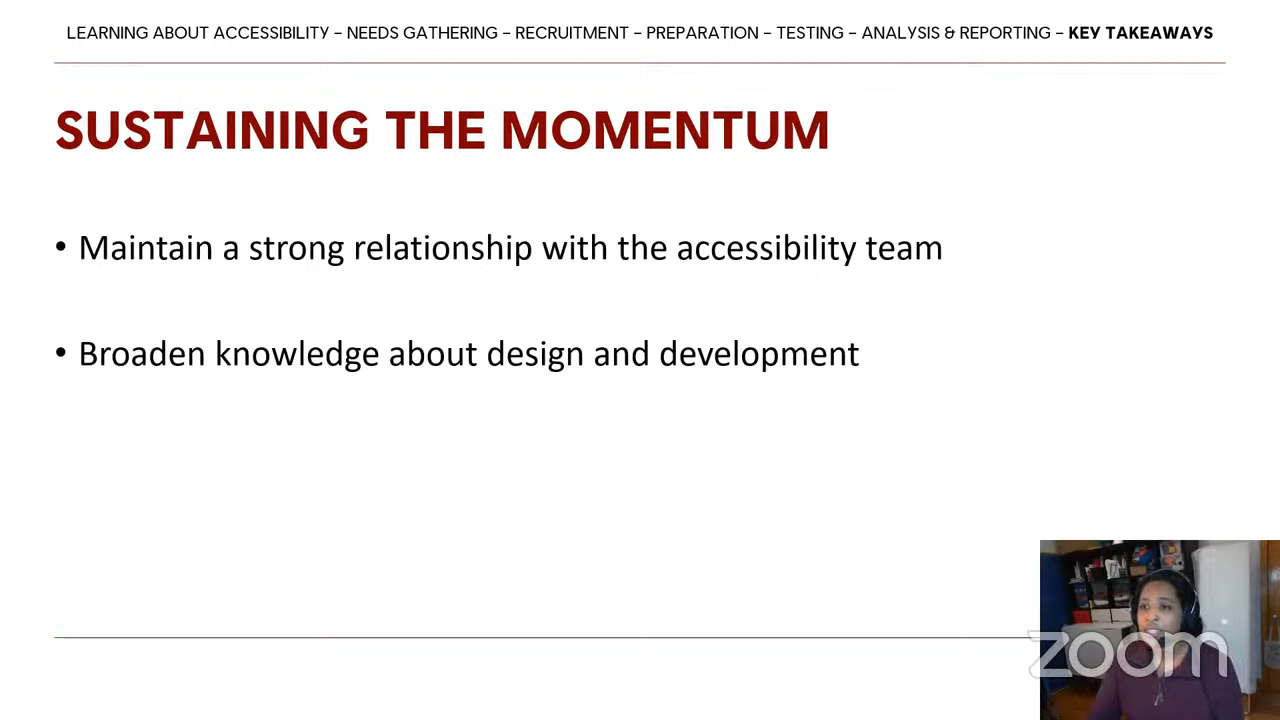 LEARNING ABOUT ACCESSIBILITY – NEEDS GATHERING – RECRUITMENT – PREPARATION – TESTING – ANALYSIS & REPORTING – KEY TAKEAWAYS
SUSTAINING THE MOMENTUM
• Maintain a strong relationship with the accessibility team
• Broaden knowledge about design and development
zoom